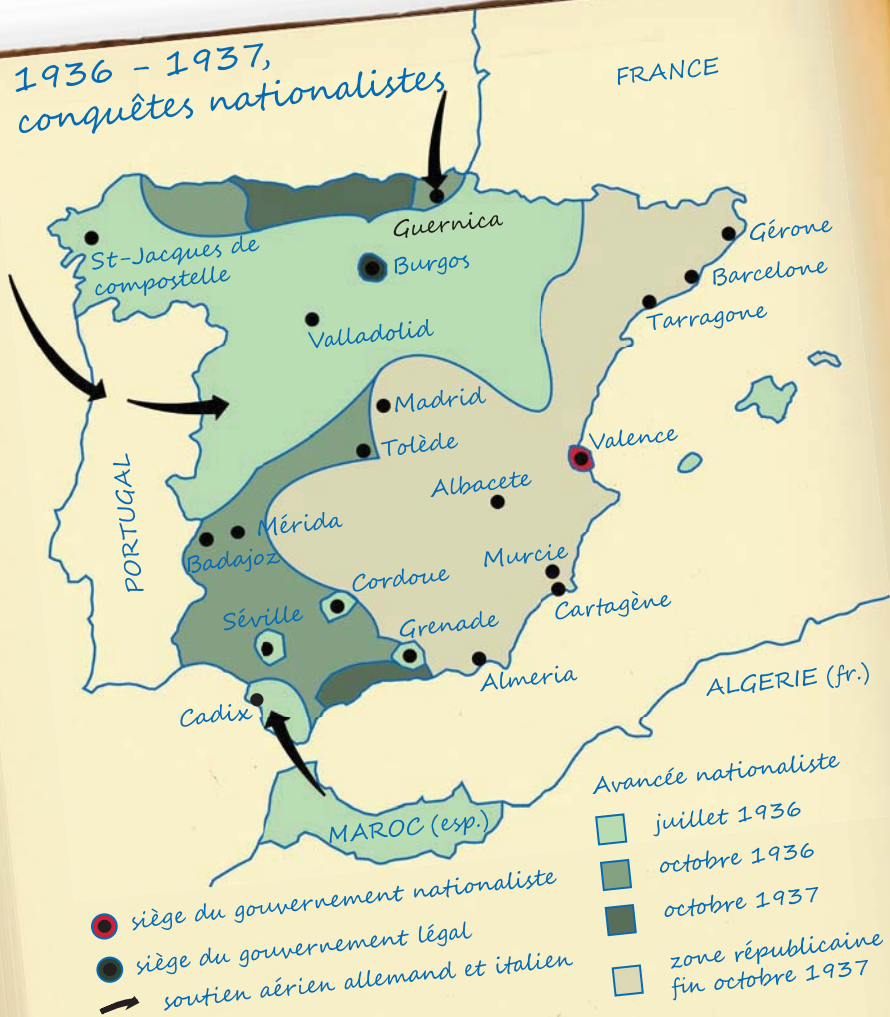 1936 - 1937,
conquêtes nationalistes
FRANCE
Guernica
St-Jacques de
compostelle
Burgos
Gérone
Barcelone
Tarragone
Valladolid
Madrid
Tolède
Valence
Albacete
PORTUGAL
Mérida
Badajoz
Murcie
Cordoue
Cartagène
Séville
Grenade
Almeria
Cadix
ALGERIE (fr.)
MAROC (esp.)
Avancée nationaliste
juillet 1936
octobre 1936
octobre 1937
zone républicaine
fin octobre 1937
siège du gouvernement nationaliste
siège du gouvernement légal
soutien aérien allemand et italien